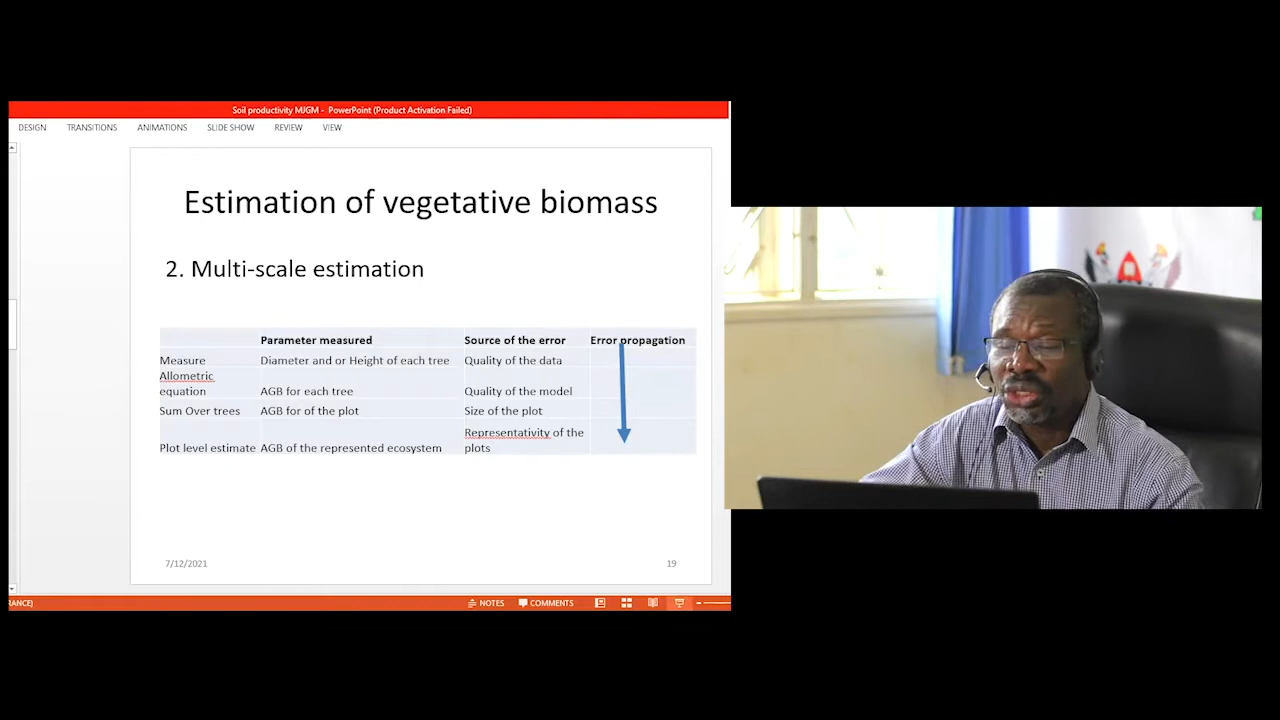 Soil productivity MJGM - PowerPoint (Product Activation Failed)
DESIGN TRANSITIONS ANIMATIONS SLIDE SHOW REVIEW VIEW
Estimation of vegetative biomass
2. Multi-scale estimation
Parameter measured Source of the error Error propagation
Measure Diameter and or Height of each tree Quality of the data
Allometric
equation AGB for each tree Quality of the model
Sum Over trees AGB for of the plot Size of the plot
Representativity of the
Plot level estimate AGB of the represented ecosystem plots
7/12/2021 19
RANCE) NOTES COMMENTS